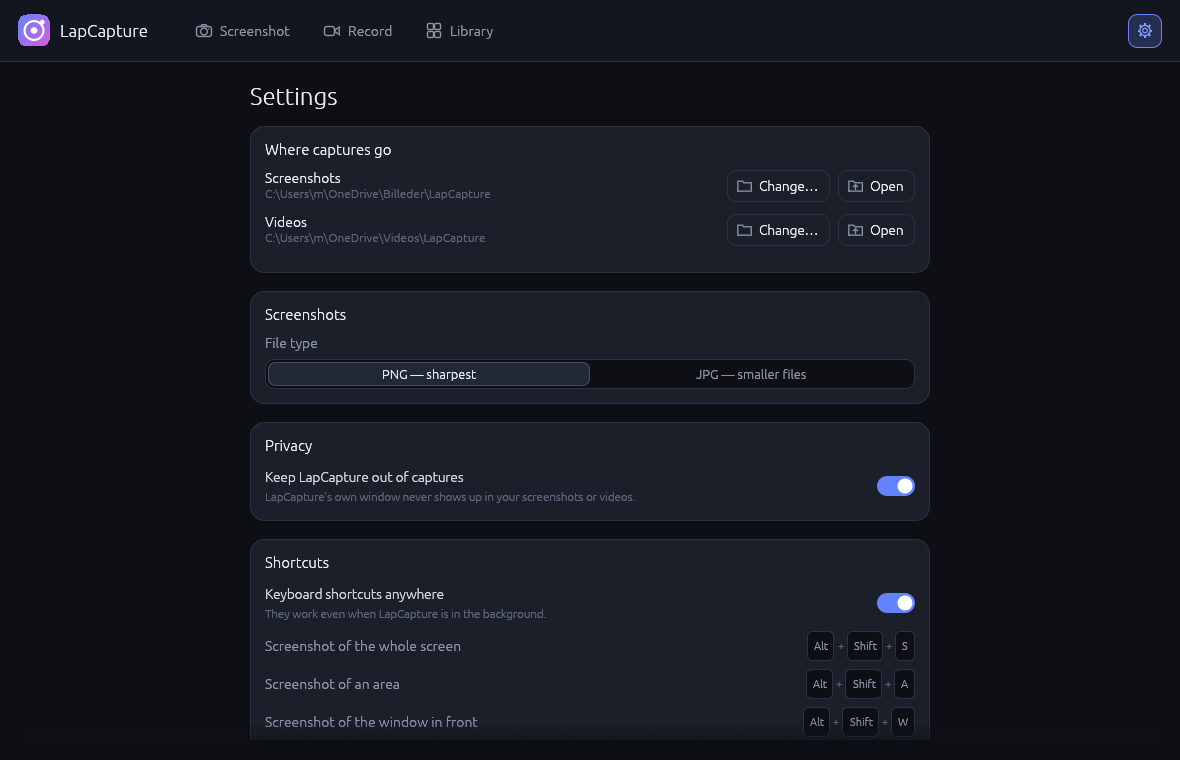 LapCapture
Screenshot
Record
Library
Settings
Where captures go
Screenshots
C:\Users\m\OneDrive\Billeder\LapCapture
Change...
Open
Videos
C:\Users\m\OneDrive\Videos\LapCapture
Change...
Open
Screenshots
File type
PNG — sharpest
JPG — smaller files
Privacy
Keep LapCapture out of captures
LapCapture's own window never shows up in your screenshots or videos.
Shortcuts
Keyboard shortcuts anywhere
They work even when LapCapture is in the background.
Screenshot of the whole screen
Alt + Shift + S
Screenshot of an area
Alt + Shift + A
Screenshot of the window in front
Alt + Shift + W